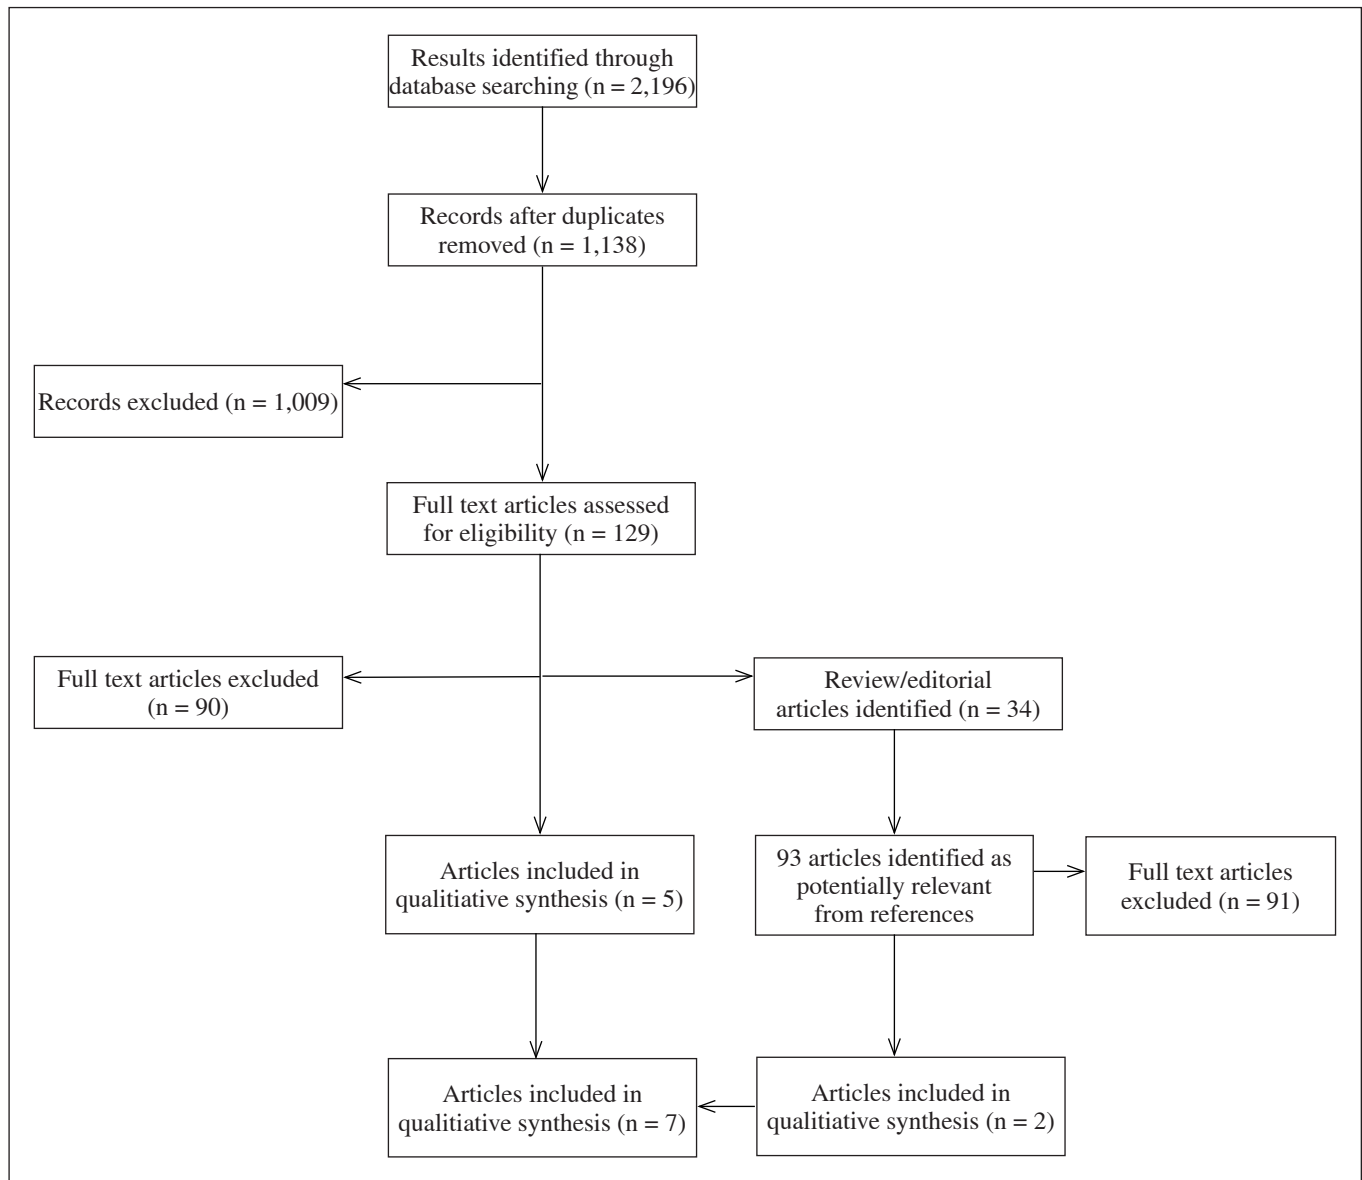 Results identified through
database searching (n = 2,196)
Records after duplicates
removed (n = 1,138)
Records excluded (n = 1,009)
Full text articles assessed
for eligibility (n = 129)
Full text articles excluded
(n = 90)
Review/editorial
articles identified (n = 34)
Articles included in
qualitiative synthesis (n = 5)
93 articles identified as
potentially relevant
from references
Full text articles
excluded (n = 91)
Articles included in
qualitiative synthesis (n = 7)
Articles included in
qualitiative synthesis (n = 2)